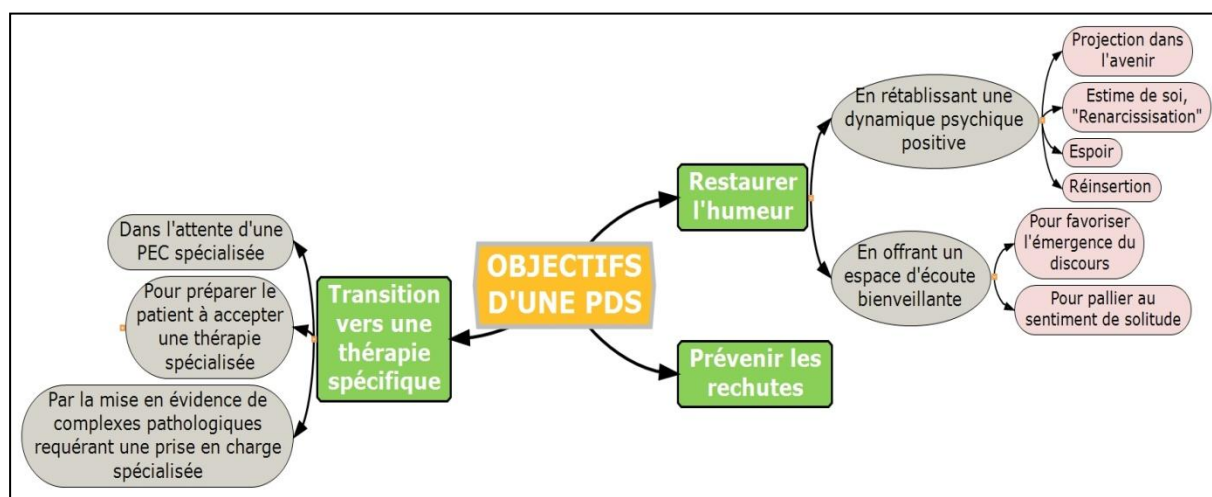 OBJECTIFS
D'UNE PDS
Restaurer
l'humeur
En rétablissant une
dynamique psychique
positive
Projection dans
l'avenir
Estime de soi,
"Renarcissisation"
Espoir
Réinsertion
En offrant un
espace d'écoute
bienveillante
Pour favoriser
l'émergence du
discours
Pour pallier au
sentiment de solitude
Prévenir les
rechutes
Transition
vers une
thérapie
spécifique
Dans l'attente d'une
PEC spécialisée
Pour préparer le
patient à accepter
une thérapie
spécialisée
Par la mise en évidence de
complexes pathologiques
requérant une prise en charge
spécialisée